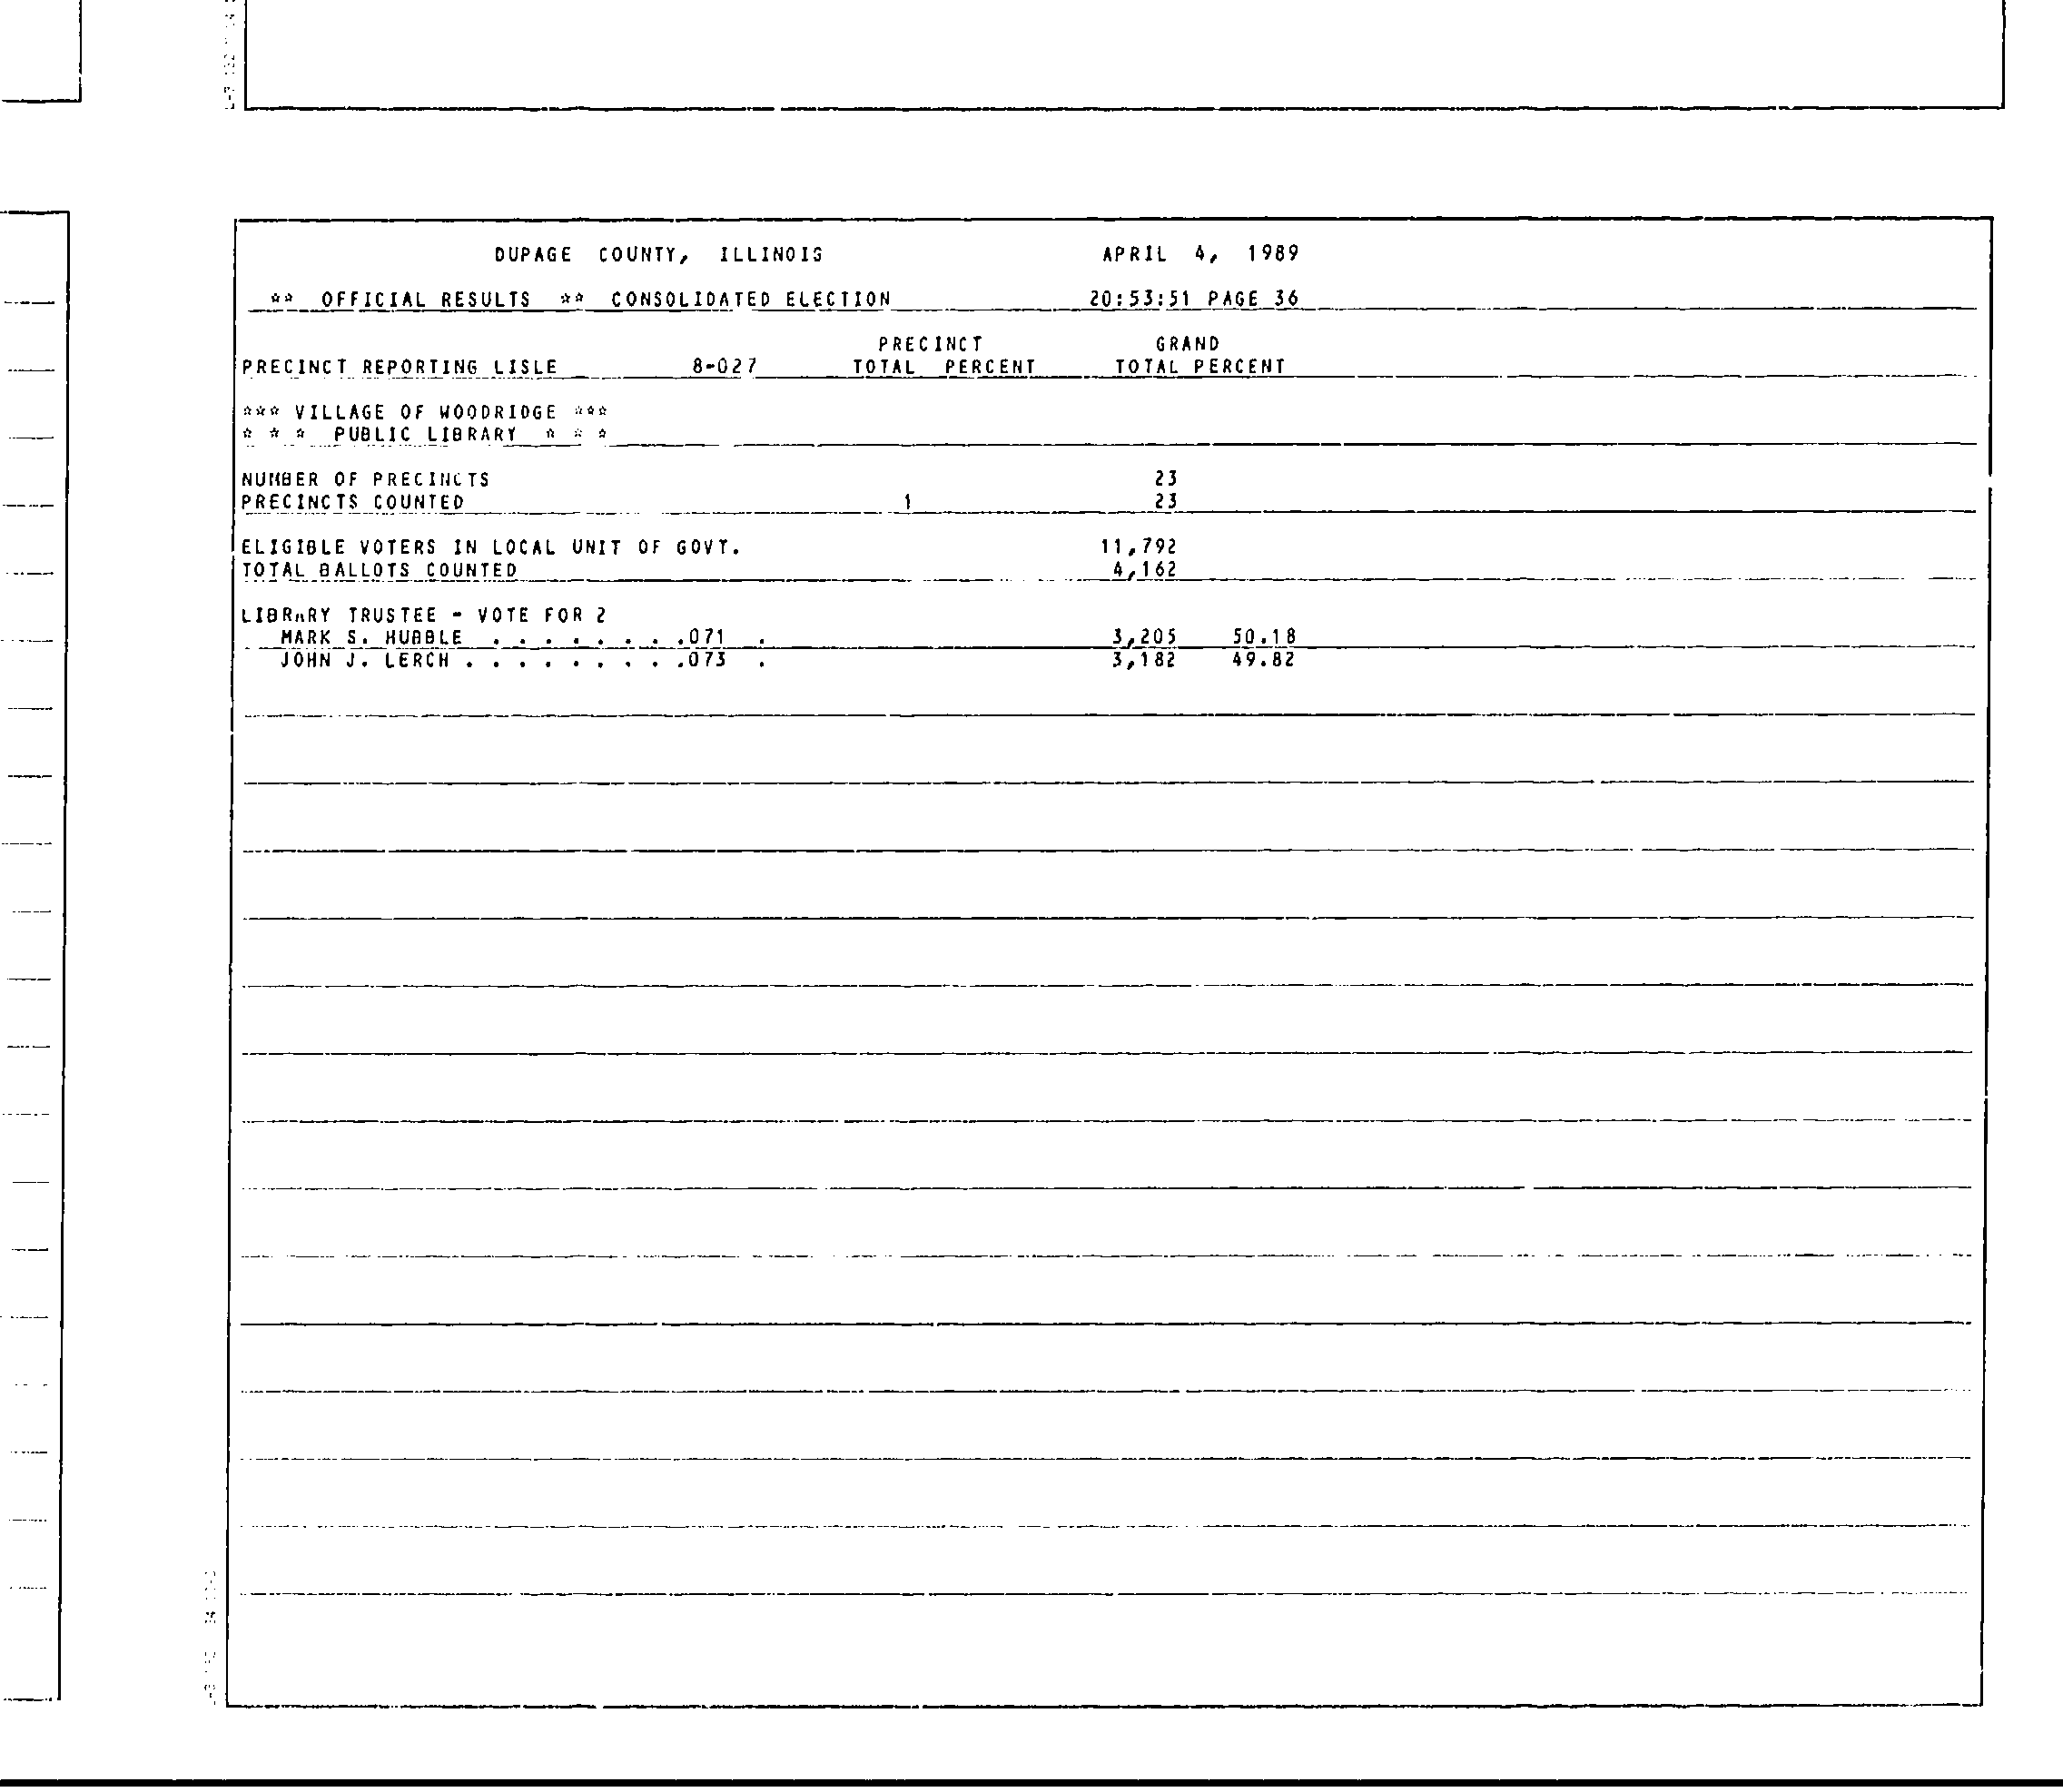 DUPAGE COUNTY, ILLINOIS APRIL 4, 1989
** OFFICIAL RESULTS ** CONSOLIDATED ELECTION 20:53:51 PAGE 36
PRECINCT GRAND
PRECINCT REPORTING LISLE 8-027 TOTAL PERCENT TOTAL PERCENT
*** VILLAGE OF WOODRIDGE ***
* * * PUBLIC LIBRARY * * *
NUMBER OF PRECINCTS 23
PRECINCTS COUNTED 1 23
ELIGIBLE VOTERS IN LOCAL UNIT OF GOVT. 11,792
TOTAL BALLOTS COUNTED 4,162
LIBRARY TRUSTEE - VOTE FOR 2
MARK S. HUBBLE . . . . . . . .071 . 3,205 50.18
JOHN J. LERCH . . . . . . . . .073 . 3,182 49.82